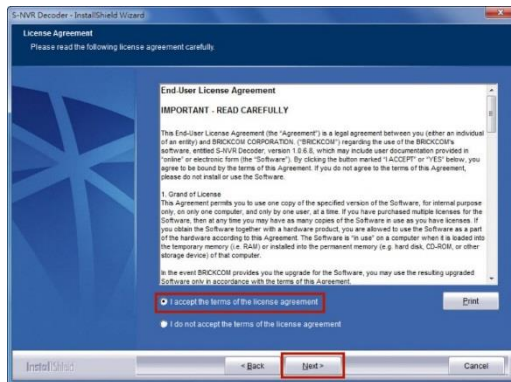 S-NVR Decoder - InstallShield Wizard
License Agreement
Please read the following license agreement carefully.
End-User License Agreement
IMPORTANT - READ CAREFULLY
This End-User License Agreement (the "Agreement") is a legal agreement between you (either an individual
of an entity) and BRICKCOM CORPORATION. ("BRICKCOM") regarding the use of the BRICKCOM's
software, entitled S-NVR Decoder, version 1.0.6.8, which may include user documentation provided in
"online" or electronic form (the "Software"). By clicking the button marked "I ACCEPT" or "YES" below, you
agree to be bound by the terms of this Agreement. If you do not agree to the terms of this Agreement,
please do not install or use the Software.
1. Grand of License
This Agreement permits you to use one copy of the specified version of the Software, for internal purpose
only, on only one computer, and only by one user, at a time. If you have purchased multiple licenses for the
Software, then at any time you may have as many copies of the Software in use as you have licenses. If
you obtain the Software together with a hardware product, you are allowed to use the Software as a part
of the hardware according to this Agreement. The Software is "in use" on a computer when it is loaded into
the temporary memory (i.e. RAM) or installed into the permanent memory (e.g. hard disk, CD-ROM, or other
storage device) of that computer.
In the event BRICKCOM provides you the upgrade for the Software, you may use the resulting upgraded
Software only in accordance with the terms of this Agreement.
I accept the terms of the license agreement
Print
I do not accept the terms of the license agreement
InstallShield
< Back
Next >
Cancel